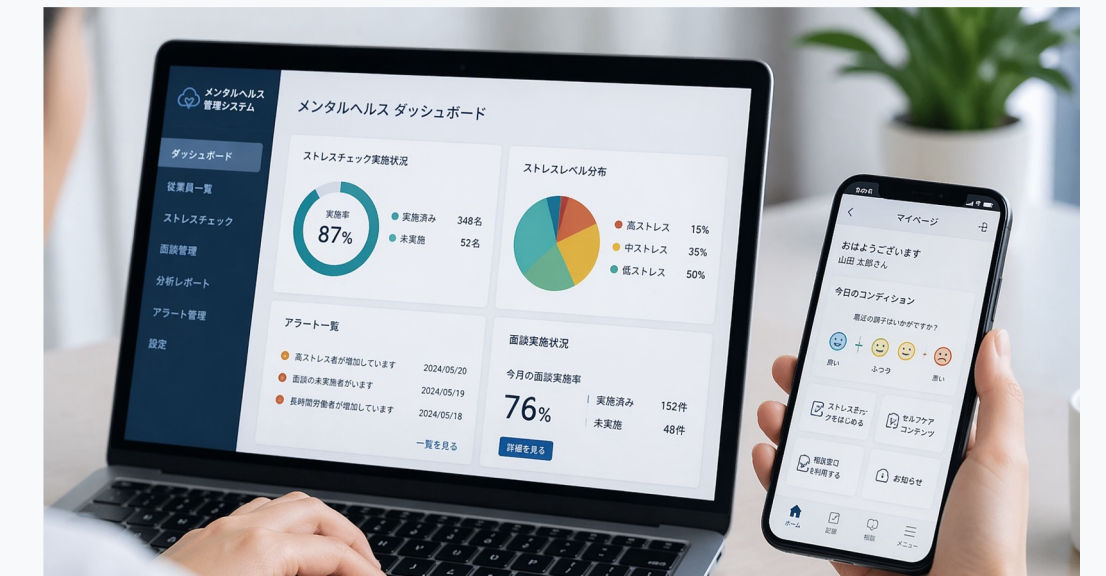 メンタルヘルス
管理システム
ダッシュボード
従業員一覧
ストレスチェック
面談管理
分析レポート
アラート管理
設定
メンタルヘルス ダッシュボード
ストレスチェック実施状況
実施率
87%
実施済み 348名
未実施 52名
ストレスレベル分布
高ストレス 15%
中ストレス 35%
低ストレス 50%
アラート一覧
高ストレス者が増加しています 2024/05/20
面談の未実施者がいます 2024/05/19
長時間労働者が増加しています 2024/05/18
一覧を見る
面談実施状況
今月の面談実施率
76%
実施済み 152件
未実施 48件
詳細を見る
マイページ
おはようございます
山田 太郎さん
今日のコンディション
最近の調子はいかがですか?
良い
ふつう
悪い
クをはじめる
セルフケア
コンテンツ
相談窓口
を利用する
お知らせ
ホーム
記録
相談
メニュー